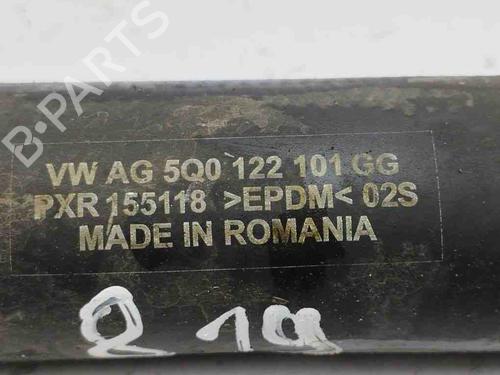 B-PARTS
VW AG 5Q0 122 101 GG
PXR 155118 >EPDM< 02S
MADE IN ROMANIA